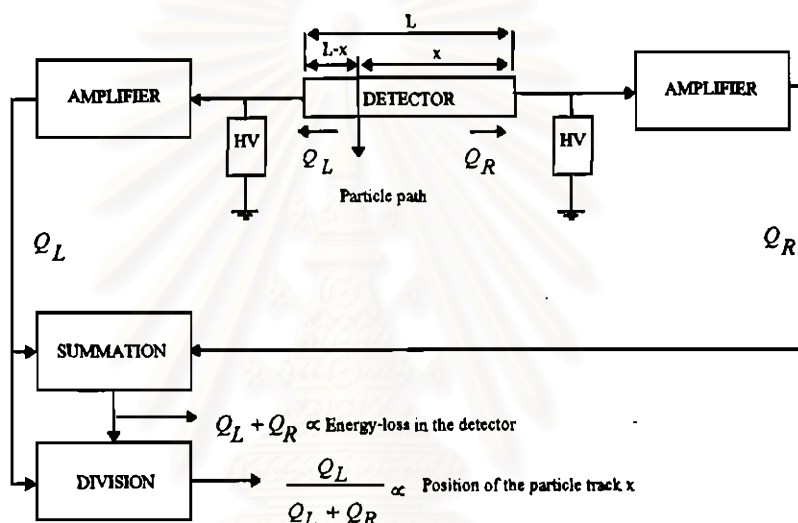 L
L-x
x
AMPLIFIER
DETECTOR
AMPLIFIER
HV
HV
Q_L
Q_R
Particle path
Q_L
Q_R
SUMMATION
Q_L + Q_R ∝ Energy-loss in the detector
DIVISION
Q_L / (Q_L + Q_R) ∝ Position of the particle track x